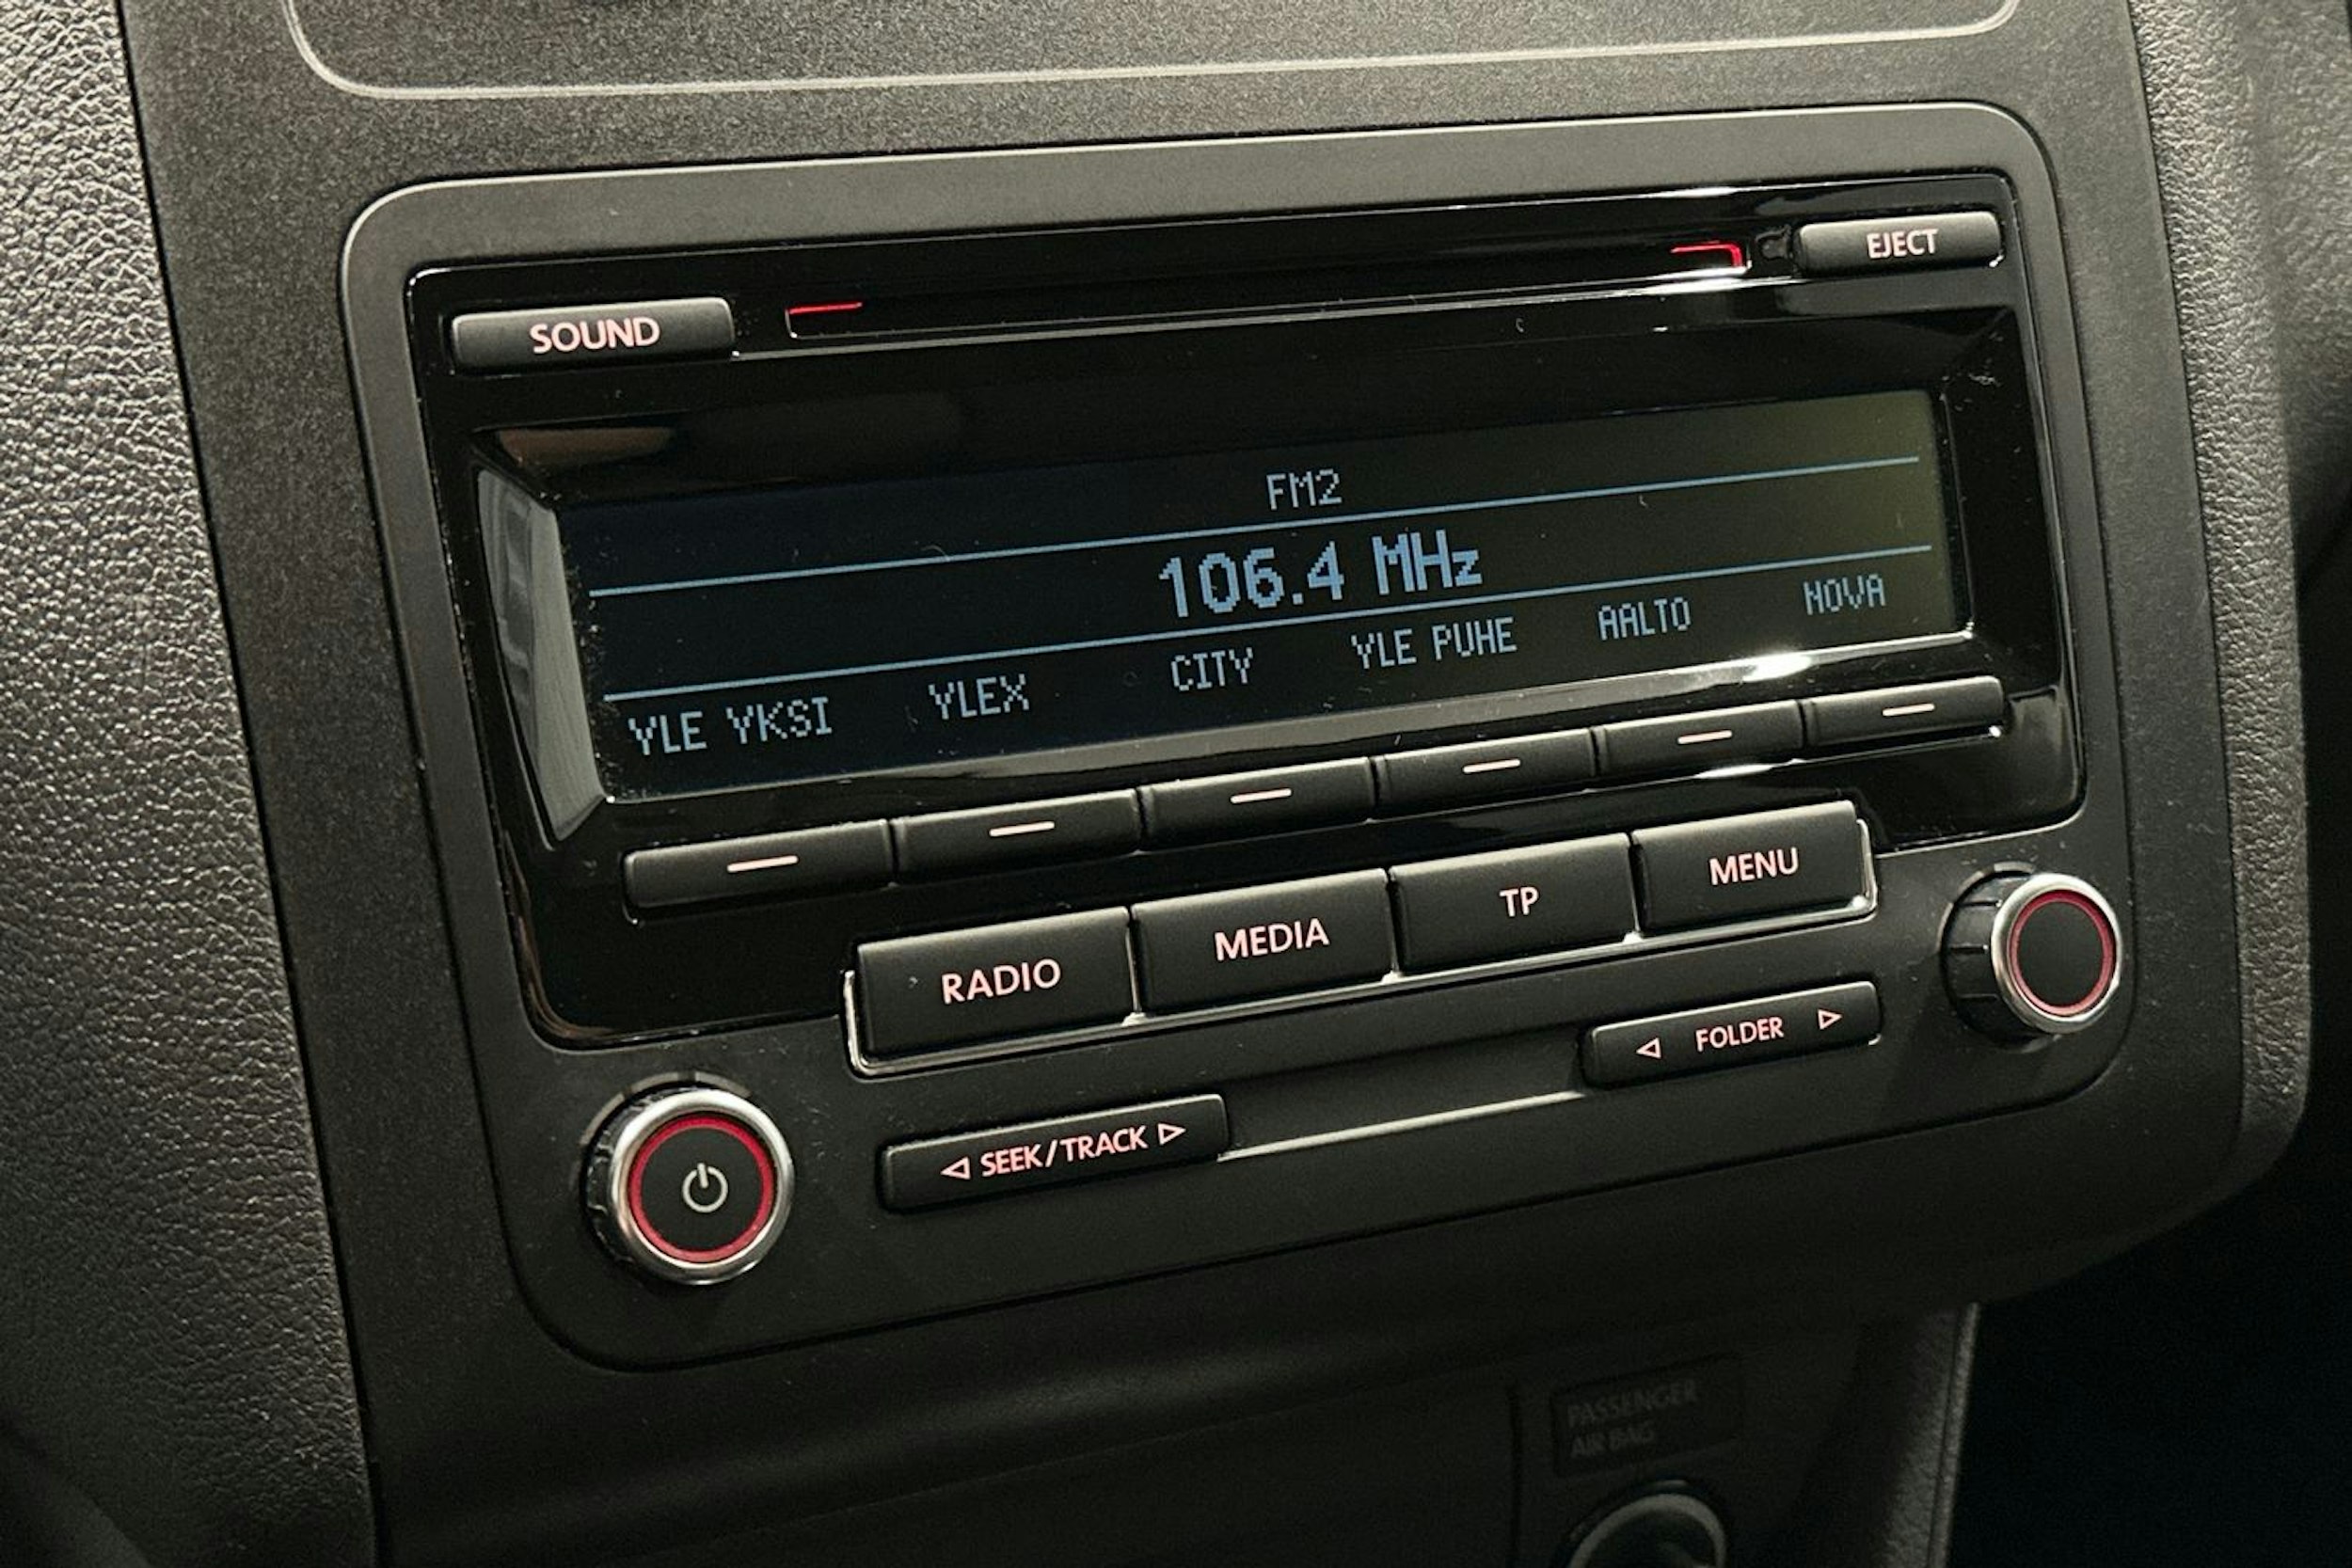 SOUND
EJECT
FM2
106.4 MHz
YLE YKSI YLEX CITY YLE PUHE AALTO NOVA
RADIO MEDIA TP MENU
◁ SEEK/TRACK ▷
◁ FOLDER ▷
PASSENGER
AIR BAG